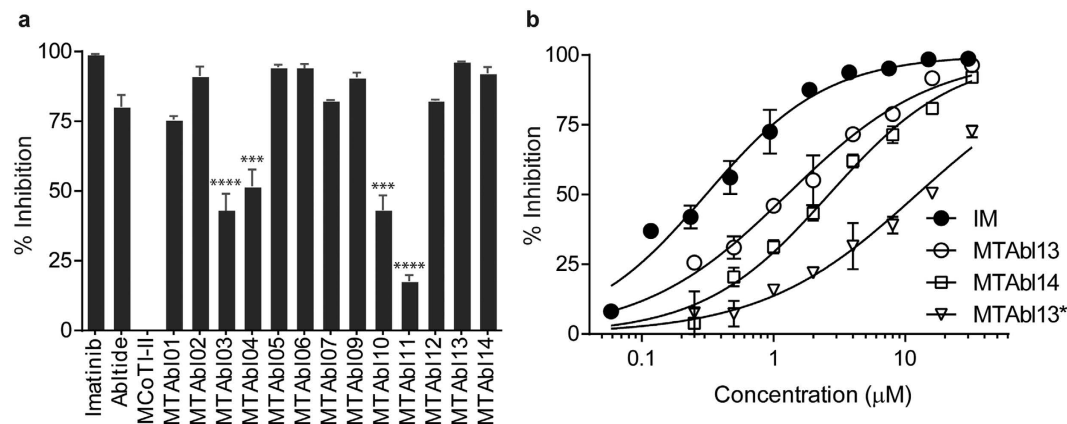 a
% Inhibition
100
75
50
25
0
****
***
***
****
Imatinib
Abltide
MCoTI-II
MTAbl01
MTAbl02
MTAbl03
MTAbl04
MTAbl05
MTAbl06
MTAbl07
MTAbl09
MTAbl10
MTAbl11
MTAbl12
MTAbl13
MTAbl14
b
% Inhibition
100
75
50
25
0
IM
MTAbl13
MTAbl14
MTAbl13*
0.1
1
10
Concentration (μM)